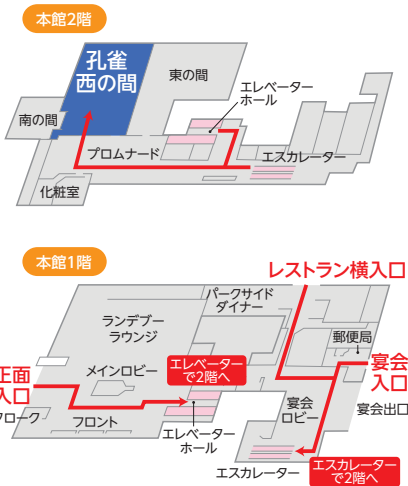 本館2階
孔雀
西の間
東の間
エレベーター
ホール
南の間
プロムナード
エスカレーター
化粧室
本館1階
レストラン横入口
パークサイド
ダイナー
ランデブー
ラウンジ
郵便局
エレベーター
で2階へ
正面
入口
メインロビー
宴会
入口
クローク
フロント
宴会
ロビー
宴会出口
エレベーター
ホール
エスカレーター
エスカレーター
で2階へ